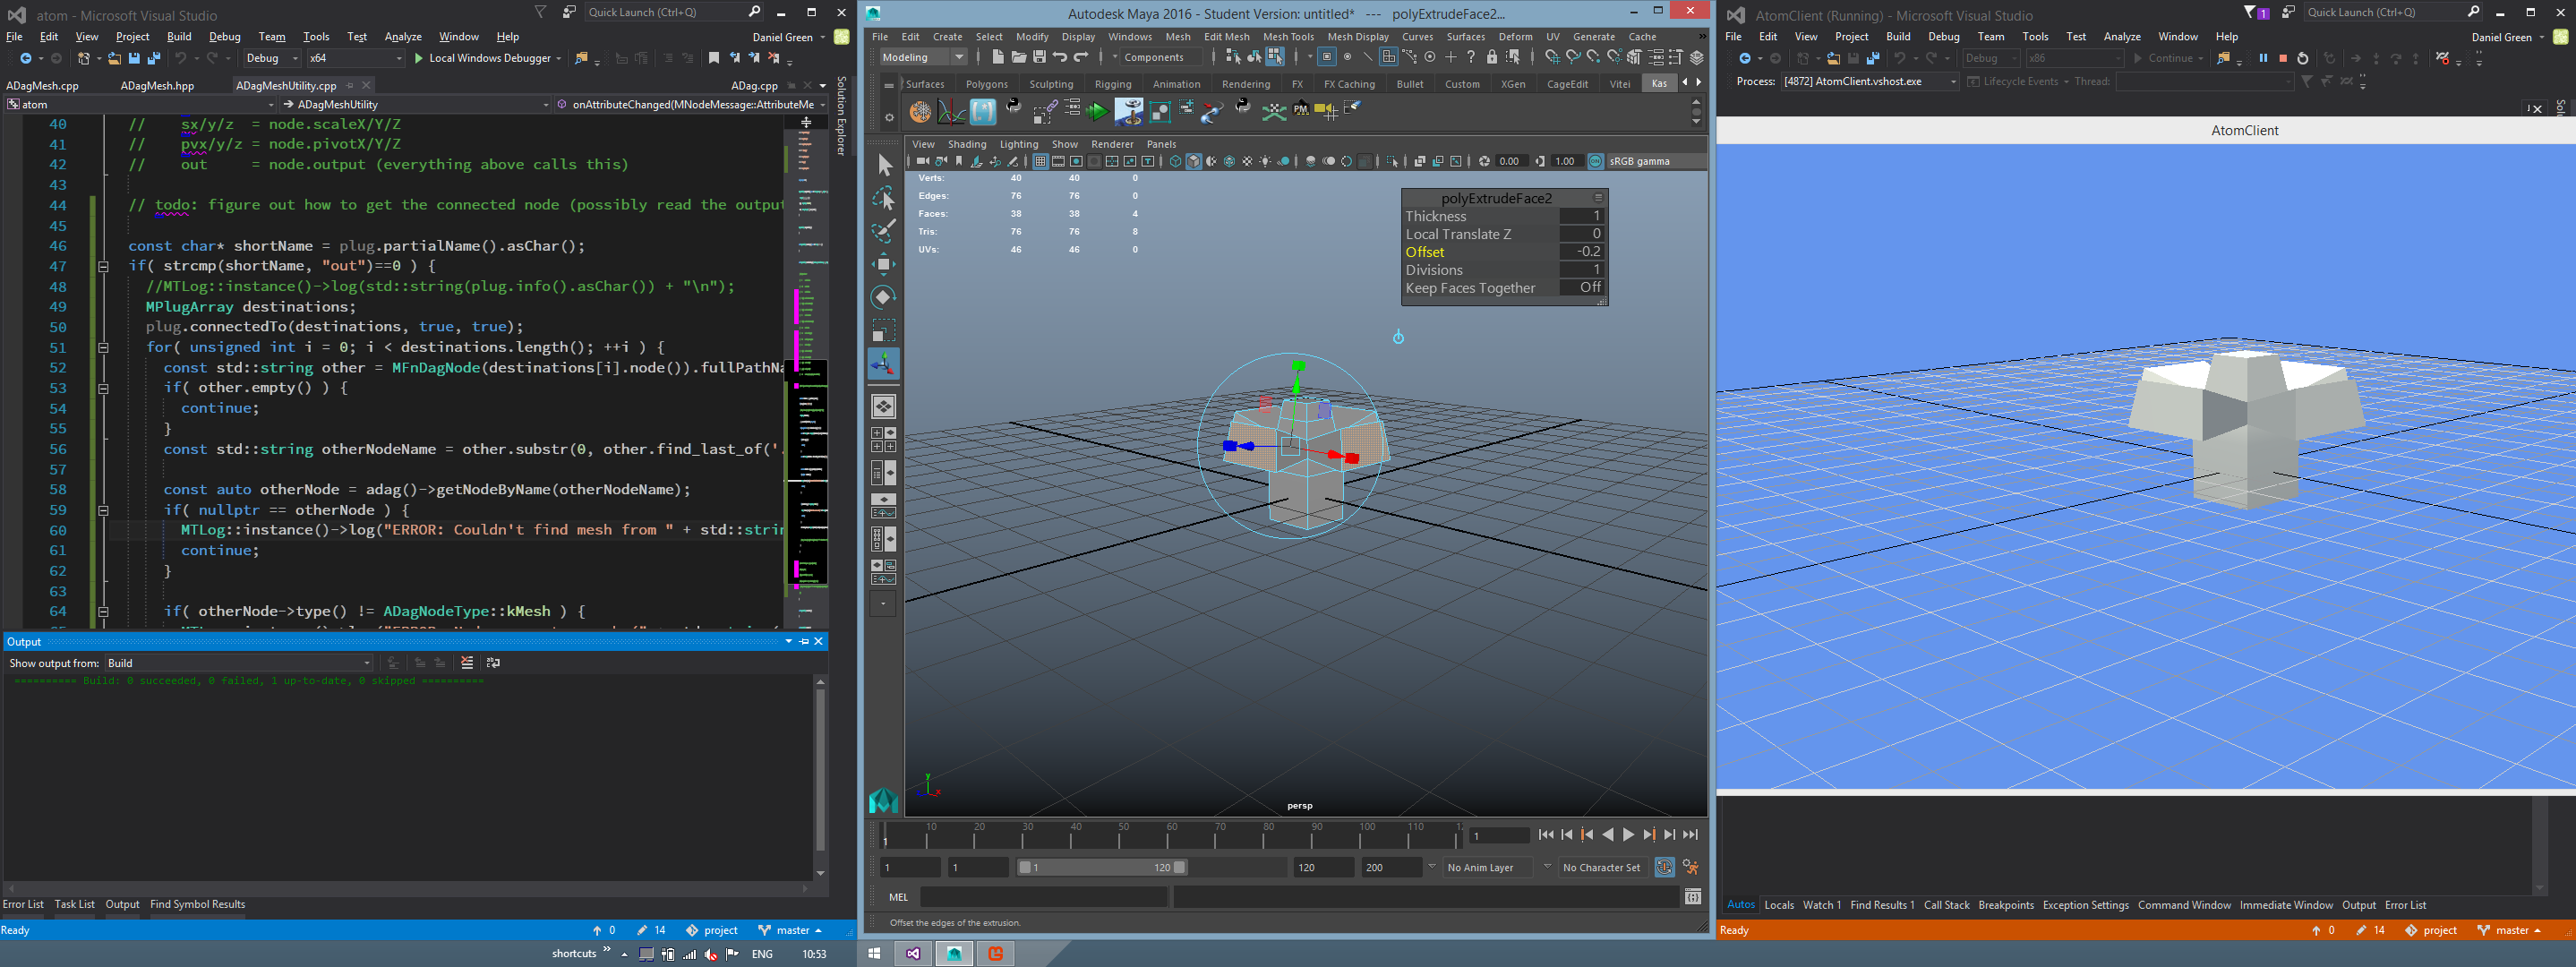 atom - Microsoft Visual Studio
Quick Launch (Ctrl+Q)
File Edit View Project Build Debug Team Tools Test Analyze Window Help
Daniel Green
Debug x64 Local Windows Debugger
ADagMesh.cpp ADagMesh.hpp ADagMeshUtility.cpp ADag.cpp
atom ADagMeshUtility onAttributeChanged(MNodeMessage::AttributeMe
Solution Explorer
40 // sx/y/z = node.scaleX/Y/Z
41 // pvx/y/z = node.pivotX/Y/Z
42 // out = node.output (everything above calls this)
43
44 // todo: figure out how to get the connected node (possibly read the output
45
46 const char* shortName = plug.partialName().asChar();
47 if( strcmp(shortName, "out")==0 ) {
48 //MTLog::instance()->log(std::string(plug.info().asChar()) + "\n");
49 MPlugArray destinations;
50 plug.connectedTo(destinations, true, true);
51 for( unsigned int i = 0; i < destinations.length(); ++i ) {
52 const std::string other = MFnDagNode(destinations[i].node()).fullPathNa
53 if( other.empty() ) {
54 continue;
55 }
56 const std::string otherNodeName = other.substr(0, other.find_last_of('.
57
58 const auto otherNode = adag()->getNodeByName(otherNodeName);
59 if( nullptr == otherNode ) {
60 MTLog::instance()->log("ERROR: Couldn't find mesh from " + std::strin
61 continue;
62 }
63
64 if( otherNode->type() != ADagNodeType::kMesh ) {
Output
Show output from: Build
========== Build: 0 succeeded, 0 failed, 1 up-to-date, 0 skipped ==========
Error List Task List Output Find Symbol Results
Ready 0 14 project master
shortcuts » ENG 10:53
Autodesk Maya 2016 - Student Version: untitled* --- polyExtrudeFace2...
File Edit Create Select Modify Display Windows Mesh Edit Mesh Mesh Tools Mesh Display Curves Surfaces Deform UV Generate Cache »
Modeling Components
Surfaces Polygons Sculpting Rigging Animation Rendering FX FX Caching Bullet Custom XGen CageEdit Vitei Kas
PM
View Shading Lighting Show Renderer Panels
0.00 1.00 sRGB gamma
Verts: 40 40 0
Edges: 76 76 0
Faces: 38 38 4
Tris: 76 76 8
UVs: 46 46 0
polyExtrudeFace2
Thickness 1
Local Translate Z 0
Offset -0.2
Divisions 1
Keep Faces Together Off
y
x
persp
1 10 20 30 40 50 60 70 80 90 100 110 12
1
1 1 1 120 120 200 No Anim Layer No Character Set
MEL
Offset the edges of the extrusion.
AtomClient (Running) - Microsoft Visual Studio
1 Quick Launch (Ctrl+Q)
File Edit View Project Build Debug Team Tools Test Analyze Window Help
Daniel Green
Debug x86 Continue
Process: [4872] AtomClient.vshost.exe Lifecycle Events Thread:
AtomClient
Autos Locals Watch 1 Find Results 1 Call Stack Breakpoints Exception Settings Command Window Immediate Window Output Error List
Ready 0 14 project master